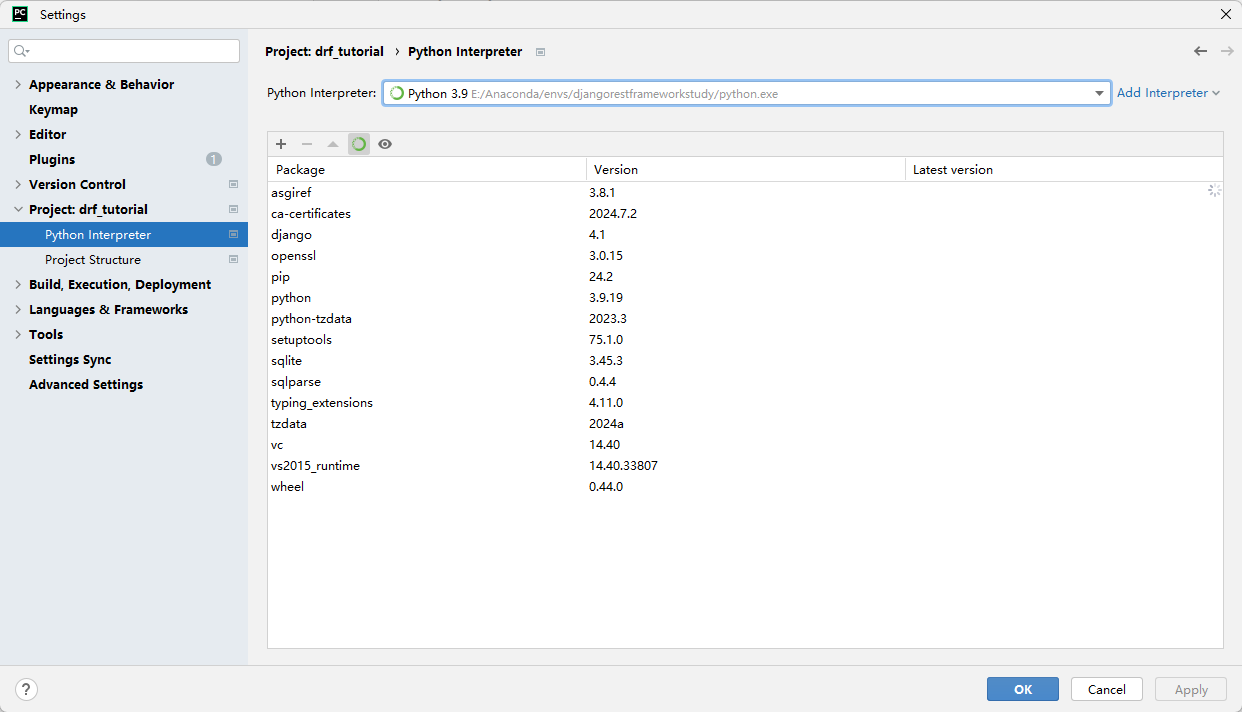 PC Settings
Project: drf_tutorial › Python Interpreter
Appearance & Behavior
Keymap
Editor
Plugins 1
Version Control
Project: drf_tutorial
Python Interpreter
Project Structure
Build, Execution, Deployment
Languages & Frameworks
Tools
Settings Sync
Advanced Settings
Python Interpreter: Python 3.9 E:/Anaconda/envs/djangorestframeworkstudy/python.exe Add Interpreter
Package Version Latest version
asgiref 3.8.1
ca-certificates 2024.7.2
django 4.1
openssl 3.0.15
pip 24.2
python 3.9.19
python-tzdata 2023.3
setuptools 75.1.0
sqlite 3.45.3
sqlparse 0.4.4
typing_extensions 4.11.0
tzdata 2024a
vc 14.40
vs2015_runtime 14.40.33807
wheel 0.44.0
? OK Cancel Apply